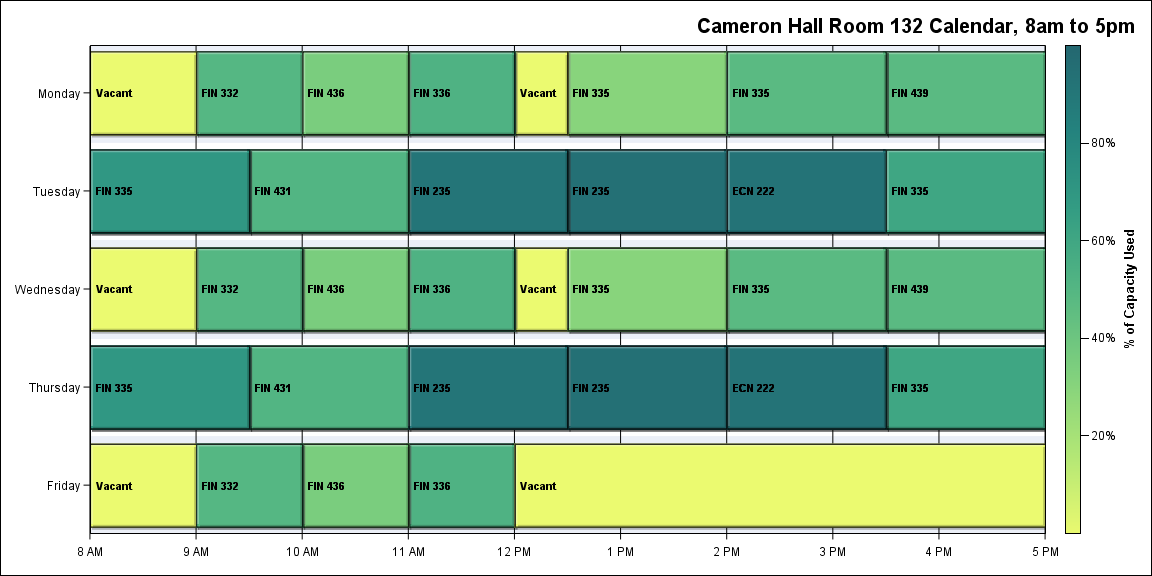 Cameron Hall Room 132 Calendar, 8am to 5pm
Monday
Vacant
FIN 332
FIN 436
FIN 336
Vacant
FIN 335
FIN 335
FIN 439
Tuesday
FIN 335
FIN 431
FIN 235
FIN 235
ECN 222
FIN 335
Wednesday
Vacant
FIN 332
FIN 436
FIN 336
Vacant
FIN 335
FIN 335
FIN 439
Thursday
FIN 335
FIN 431
FIN 235
FIN 235
ECN 222
FIN 335
Friday
Vacant
FIN 332
FIN 436
FIN 336
Vacant
8 AM
9 AM
10 AM
11 AM
12 PM
1 PM
2 PM
3 PM
4 PM
5 PM
80%
60%
40%
20%
% of Capacity Used